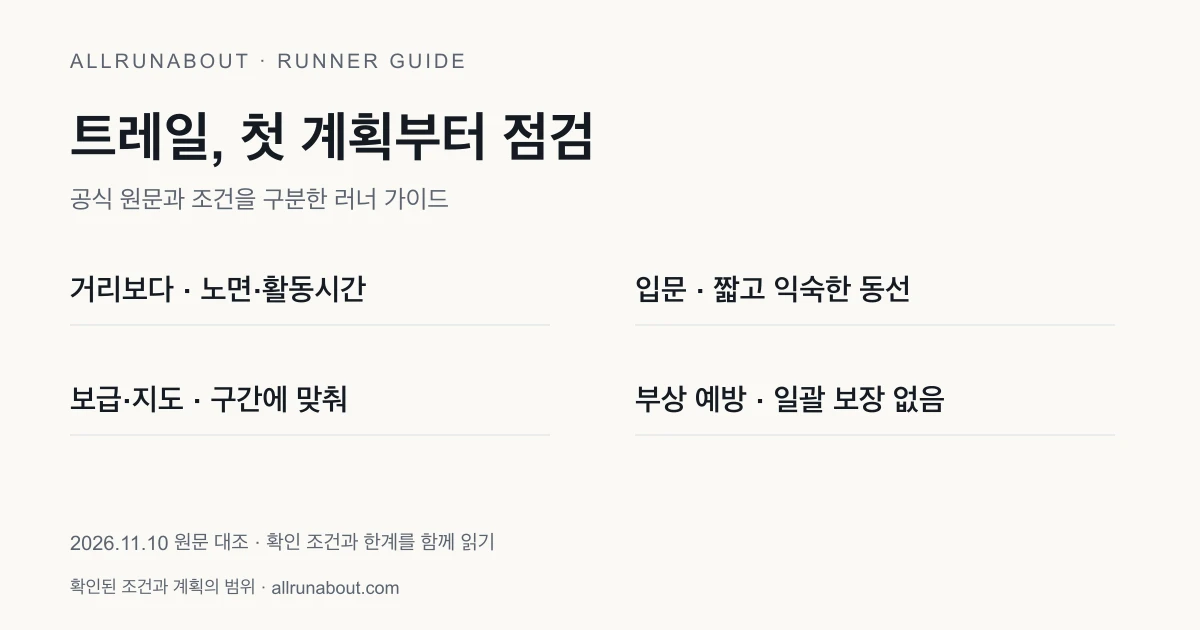 ALLRUNABOUT · RUNNER GUIDE
트레일, 첫 계획부터 점검
공식 원문과 조건을 구분한 러너 가이드
거리보다 · 노면·활동시간
입문 · 짧고 익숙한 동선
보급·지도 · 구간에 맞춰
부상 예방 · 일괄 보장 없음
2026.11.10 원문 대조 · 확인 조건과 한계를 함께 읽기
확인된 조건과 계획의 범위 · allrunabout.com